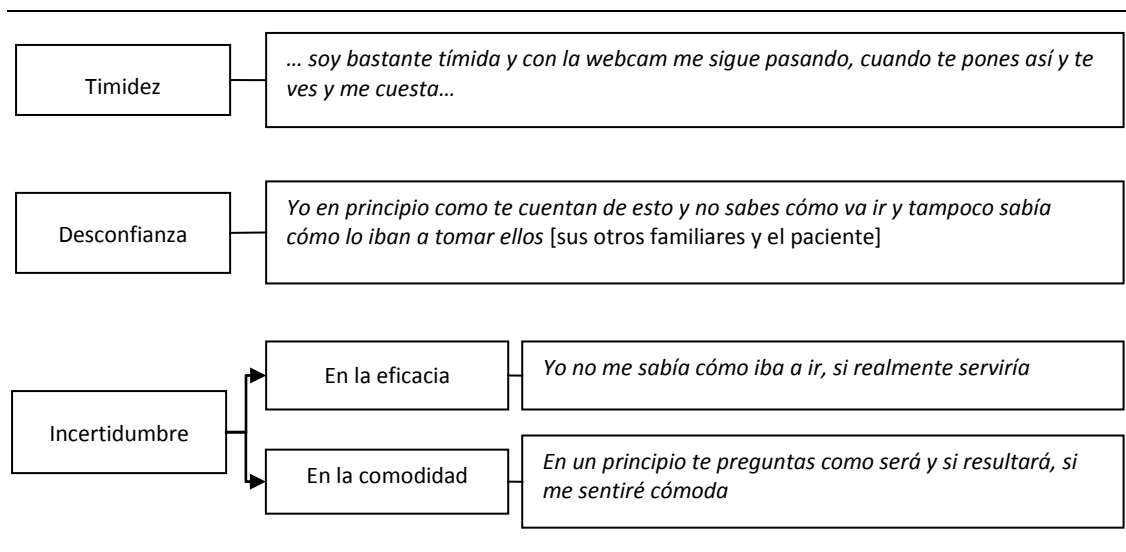 Timidez
… soy bastante tímida y con la webcam me sigue pasando, cuando te pones así y te
ves y me cuesta…
Desconfianza
Yo en principio como te cuentan de esto y no sabes cómo va ir y tampoco sabía
cómo lo iban a tomar ellos [sus otros familiares y el paciente]
Incertidumbre
En la eficacia
Yo no me sabía cómo iba a ir, si realmente serviría
En la comodidad
En un principio te preguntas como será y si resultará, si
me sentiré cómoda